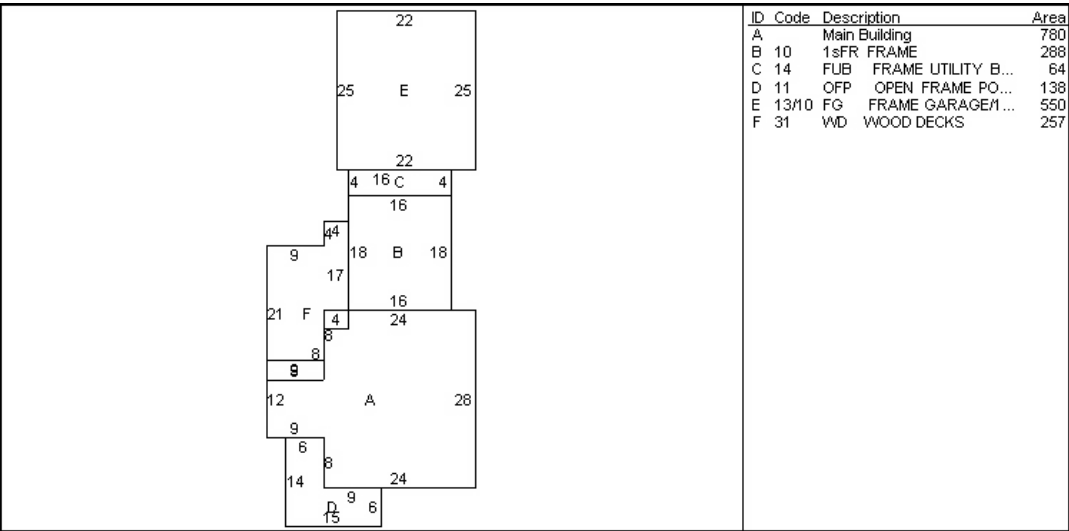 22
25 E 25
22
4 16 C 4
16
44
9 18 B 18
17
16
21 F 4 24
8
8
9
12 A 28
9
6
8
14 24
9
D 6
15
ID Code Description Area
A Main Building 780
B 10 1sFR FRAME 288
C 14 FUB FRAME UTILITY B... 64
D 11 OFP OPEN FRAME PO... 138
E 13/10 FG FRAME GARAGE/1... 550
F 31 WD WOOD DECKS 257